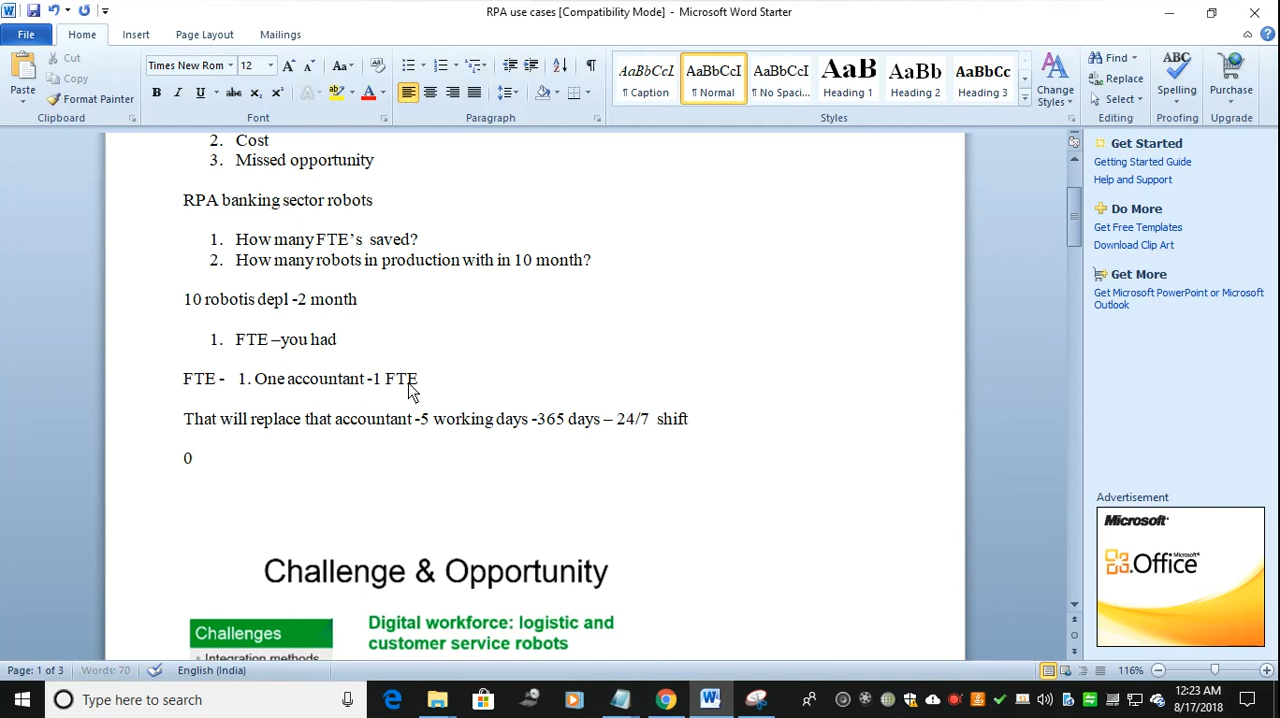 RPA use cases [Compatibility Mode] - Microsoft Word Starter
File Home Insert Page Layout Mailings
Cut
Copy
Format Painter
Paste
Clipboard
Times New Rom 12
Font
Paragraph
AaBbCcI AaBbCcI AaBbCcI AaB AaBb AaBbCc
¶ Caption ¶ Normal ¶ No Spaci... Heading 1 Heading 2 Heading 3
Styles
Change Styles
Find
Replace
Select
Editing
Spelling
Proofing
Purchase
Upgrade
2. Cost
3. Missed opportunity
RPA banking sector robots
1. How many FTE’s saved?
2. How many robots in production with in 10 month?
10 robotis depl -2 month
1. FTE –you had
FTE - 1. One accountant -1 FTE
That will replace that accountant -5 working days -365 days – 24/7 shift
0
Challenge & Opportunity
Challenges
Digital workforce: logistic and
customer service robots
• Integration methods
Get Started
Getting Started Guide
Help and Support
Do More
Get Free Templates
Download Clip Art
Get More
Get Microsoft PowerPoint or Microsoft
Outlook
Advertisement
Microsoft®
Microsoft®
Office
Page: 1 of 3 Words: 70 English (India) 116%
Type here to search
12:23 AM
8/17/2018